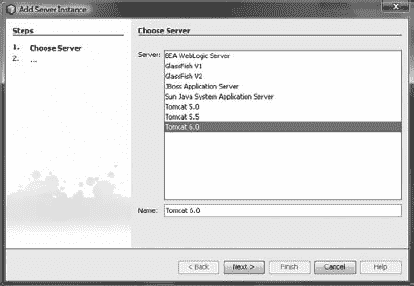 Add Server Instance
Steps
1. Choose Server
2. ...
Choose Server
Server:
BEA WebLogic Server
GlassFish V1
GlassFish V2
JBoss Application Server
Sun Java System Application Server
Tomcat 5.0
Tomcat 5.5
Tomcat 6.0
Name: Tomcat 6.0
< Back
Next >
Finish
Cancel
Help